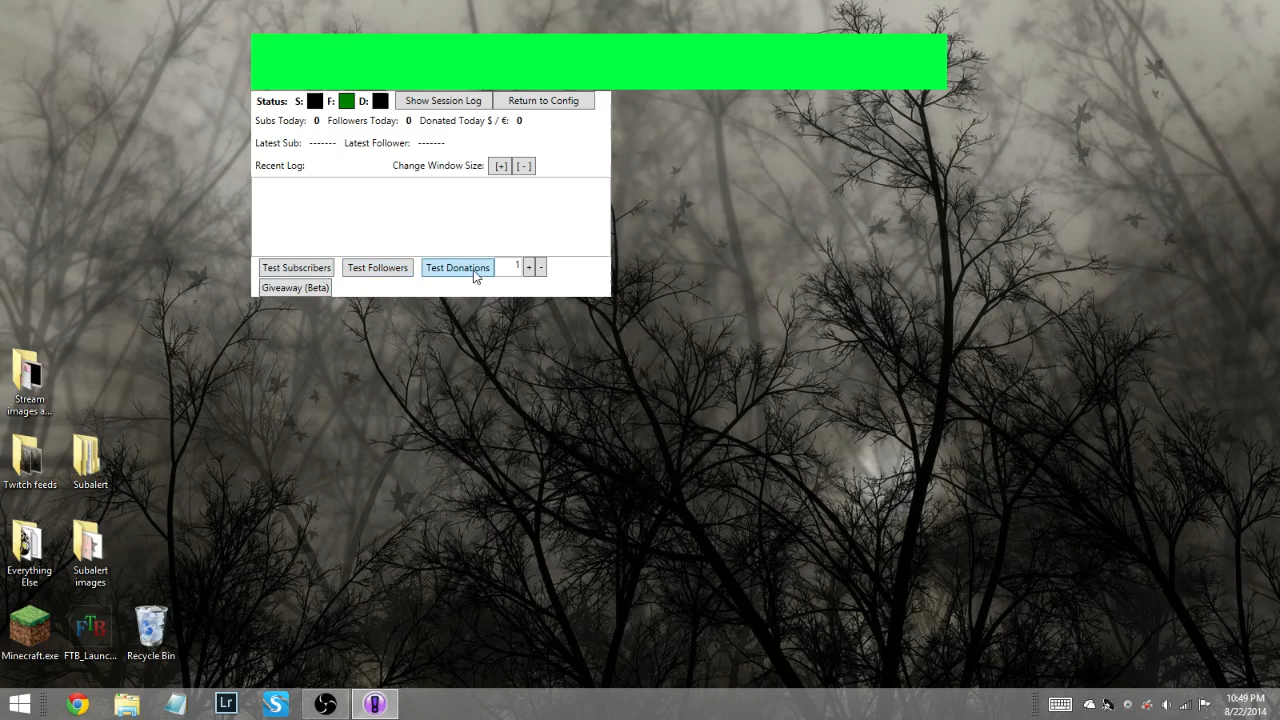 Status: S: F: D: Show Session Log Return to Config
Subs Today: 0 Followers Today: 0 Donated Today $ / €: 0
Latest Sub: ------- Latest Follower: -------
Recent Log: Change Window Size: [+] [ - ]
Test Subscribers Test Followers Test Donations 1 + -
Giveaway (Beta)
Stream
images a...
Twitch feeds Subalert
Everything
Else
Subalert
images
FTB
Minecraft.exe FTB_Launc... Recycle Bin
Lr S
10:49 PM
8/22/2014